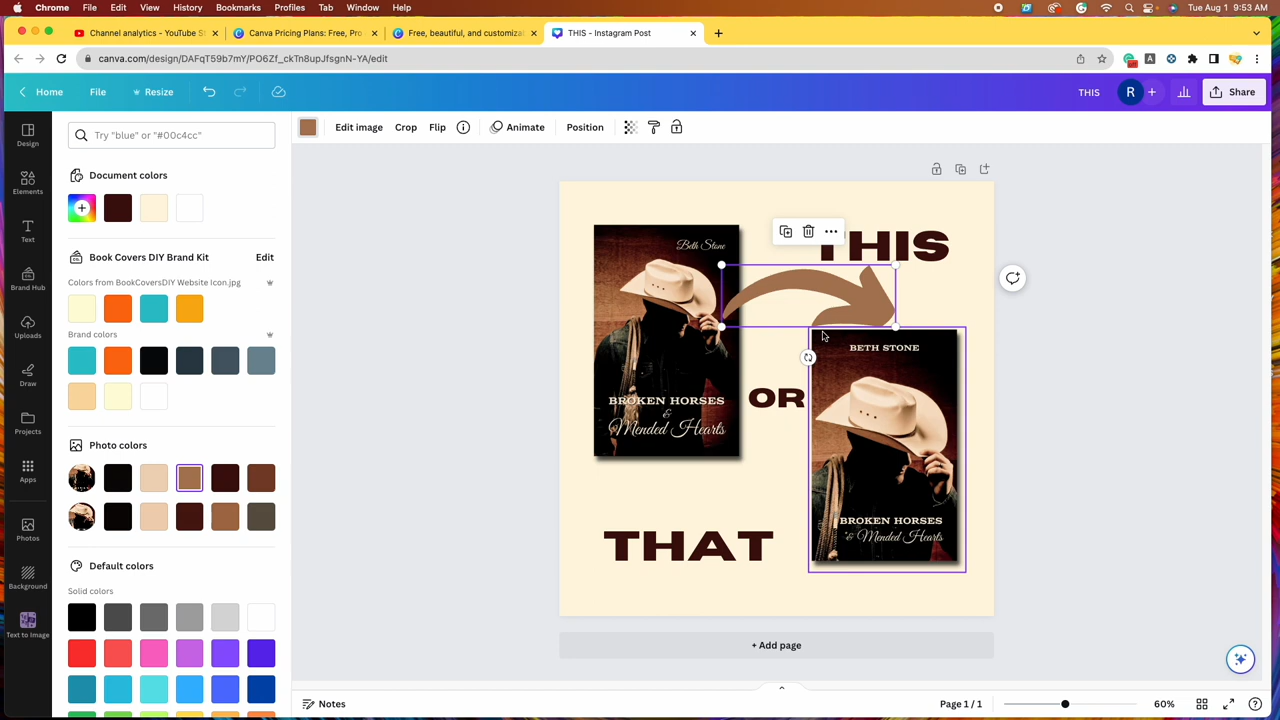 Chrome File Edit View History Bookmarks Profiles Tab Window Help
Tue Aug 1 9:53 AM
Channel analytics - YouTube S
Canva Pricing Plans: Free, Pro
Free, beautiful, and customiza
THIS - Instagram Post
canva.com/design/DAFqT59b7mY/PO6Zf_ckTn8upJfsgnN-YA/edit
Home
File
Resize
THIS
R
Share
Try "blue" or "#00c4cc"
Edit image
Crop
Flip
Animate
Position
Design
Elements
Text
Brand Hub
Uploads
Draw
Projects
Apps
Photos
Background
Text to Image
Document colors
Book Covers DIY Brand Kit
Edit
Colors from BookCoversDIY Website Icon.jpg
Brand colors
Photo colors
Default colors
Solid colors
THIS
Beth Stone
BROKEN HORSES
&
Mended Hearts
OR
BETH STONE
BROKEN HORSES
& Mended Hearts
THAT
+ Add page
Notes
Page 1 / 1
60%